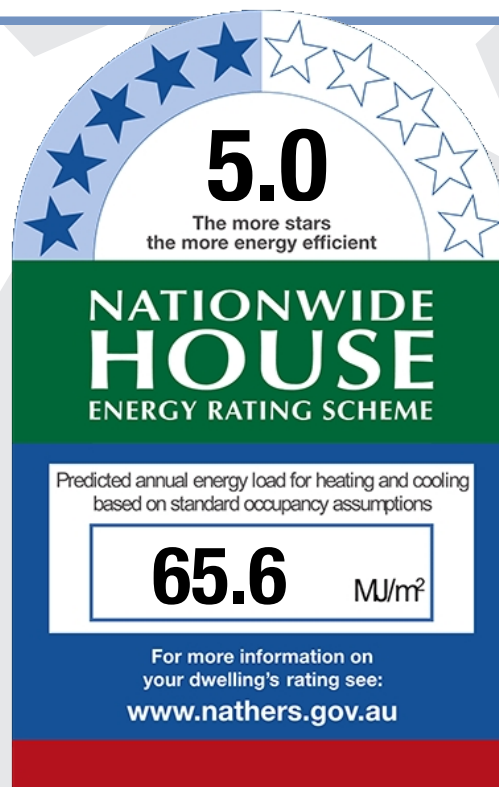 5.0
The more stars
the more energy efficient
NATIONWIDE
HOUSE
ENERGY RATING SCHEME
Predicted annual energy load for heating and cooling
based on standard occupancy assumptions
65.6 MJ/m²
For more information on
your dwelling's rating see:
www.nathers.gov.au